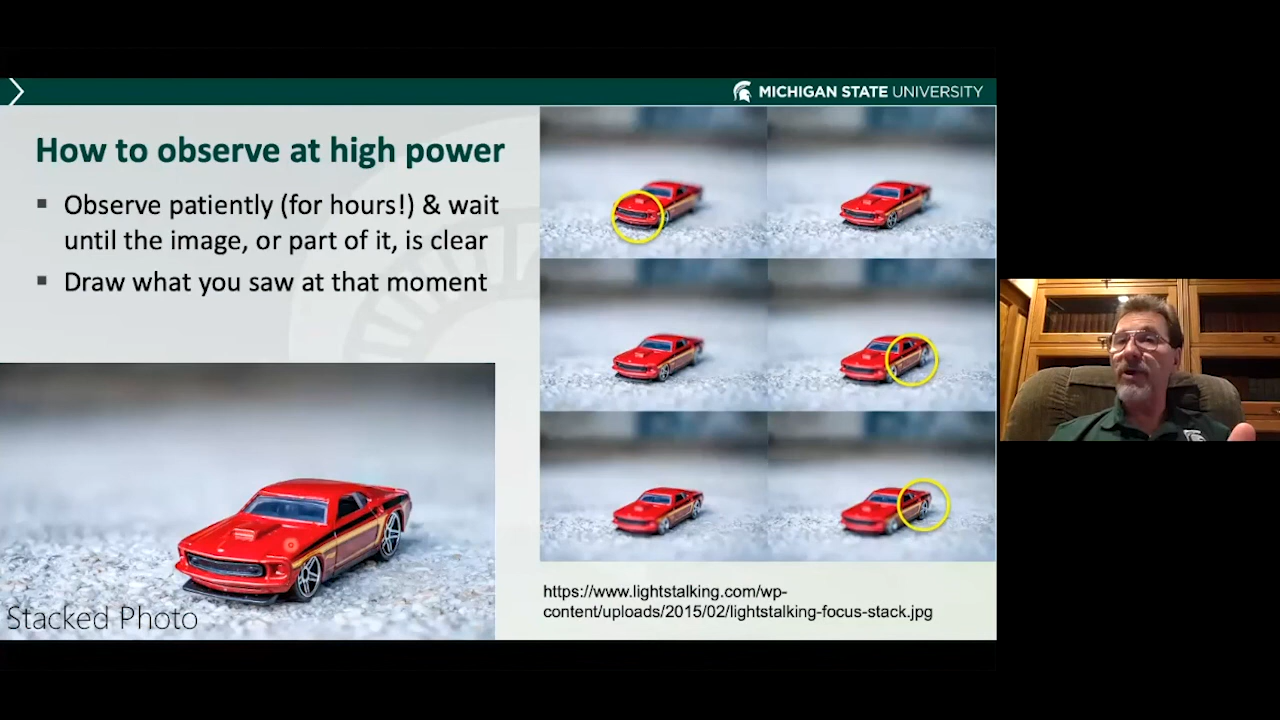 MICHIGAN STATE UNIVERSITY
How to observe at high power
▪ Observe patiently (for hours!) & wait
until the image, or part of it, is clear
▪ Draw what you saw at that moment
Stacked Photo
https://www.lightstalking.com/wp-
content/uploads/2015/02/lightstalking-focus-stack.jpg